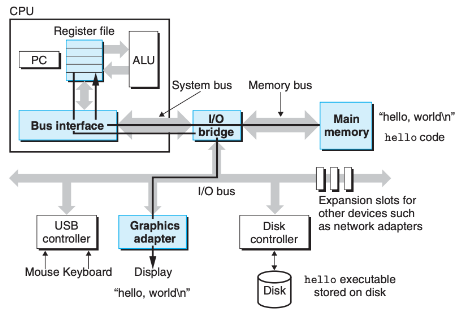 CPU
Register file
PC
ALU
System bus
Memory bus
Bus interface
I/O
bridge
Main
memory
"hello, world\n"
hello code
I/O bus
Expansion slots for
other devices such
as network adapters
USB
controller
Graphics
adapter
Disk
controller
Mouse Keyboard
Display
"hello, world\n"
Disk
hello executable
stored on disk